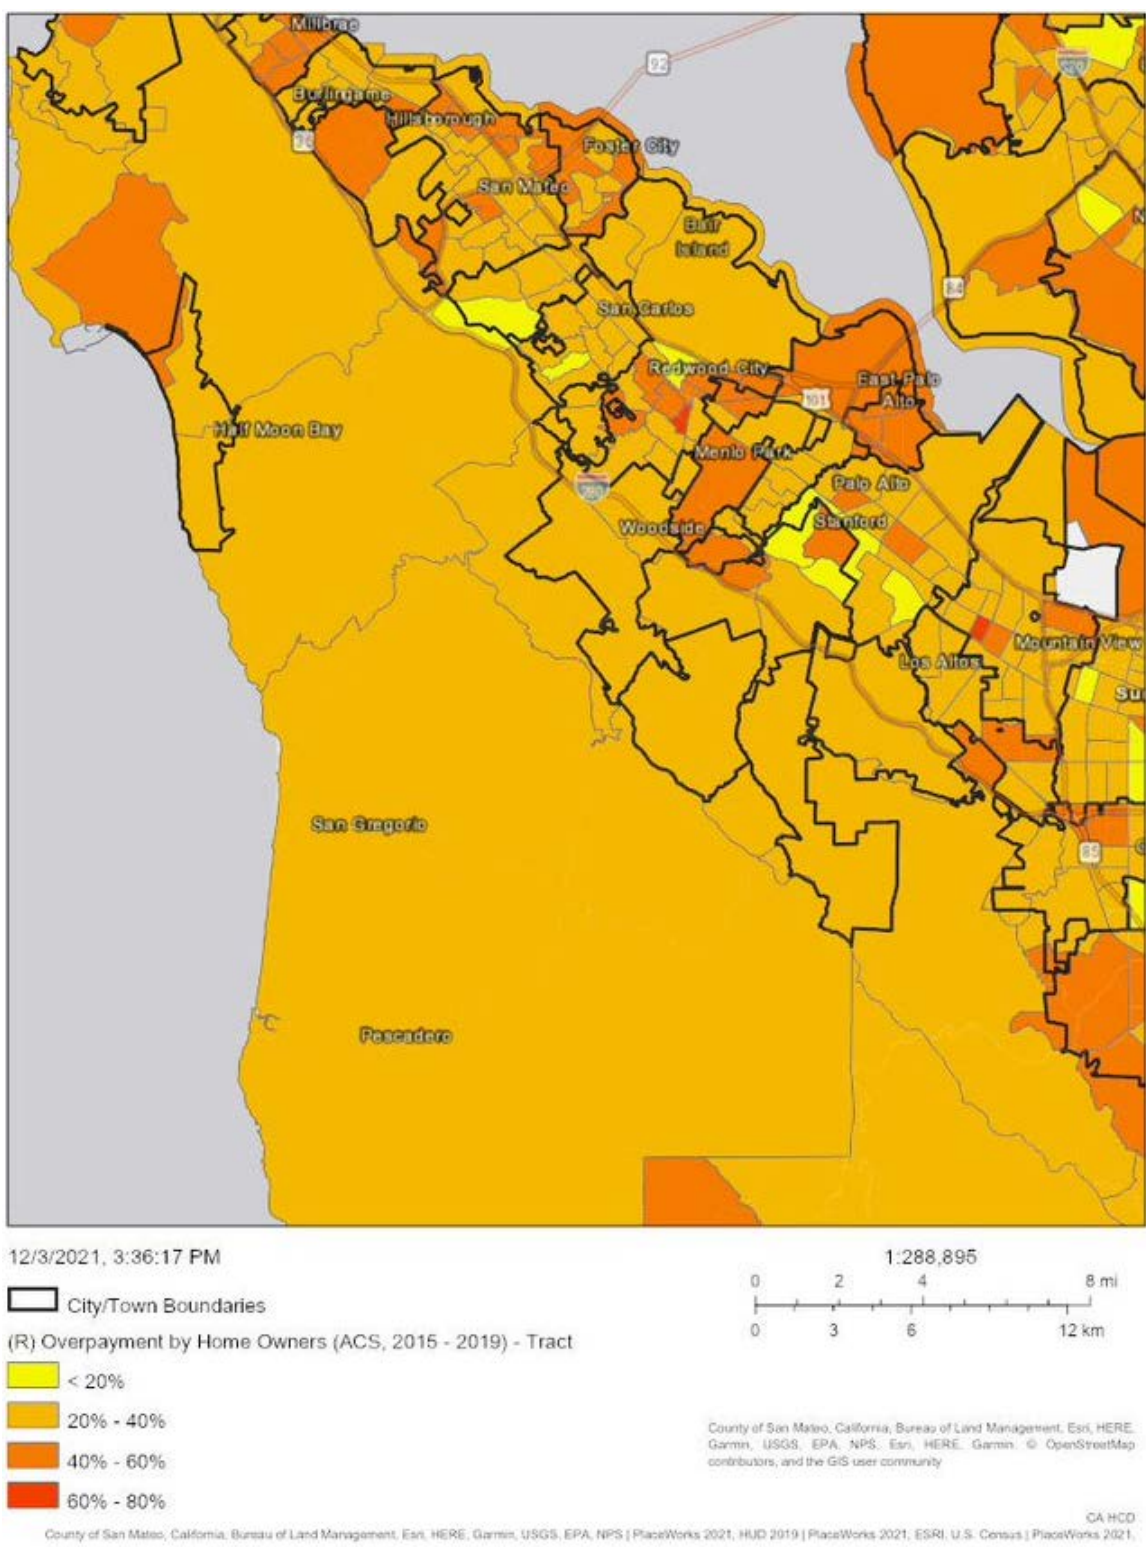 Millbrae
92
Burlingame
Hillsborough
Foster City
San Mateo
Bair
Island
84
San Carlos
Redwood City
East Palo
Alto
101
Half Moon Bay
Menlo Park
Palo Alto
280
Stanford
Woodside
Mountain View
Los Altos
Su
San Gregorio
85
Pescadero
12/3/2021, 3:36:17 PM
1:288,895
0 2 4 8 mi
0 3 6 12 km
City/Town Boundaries
(R) Overpayment by Home Owners (ACS, 2015 - 2019) - Tract
< 20%
20% - 40%
40% - 60%
60% - 80%
County of San Mateo, California, Bureau of Land Management, Esri, HERE,
Garmin, USGS, EPA, NPS, Esri, HERE, Garmin, © OpenStreetMap
contributors, and the GIS user community
CA HCD
County of San Mateo, California, Bureau of Land Management, Esri, HERE, Garmin, USGS, EPA, NPS | PlaceWorks 2021, HUD 2019 | PlaceWorks 2021, ESRI, U.S. Census | PlaceWorks 2021,